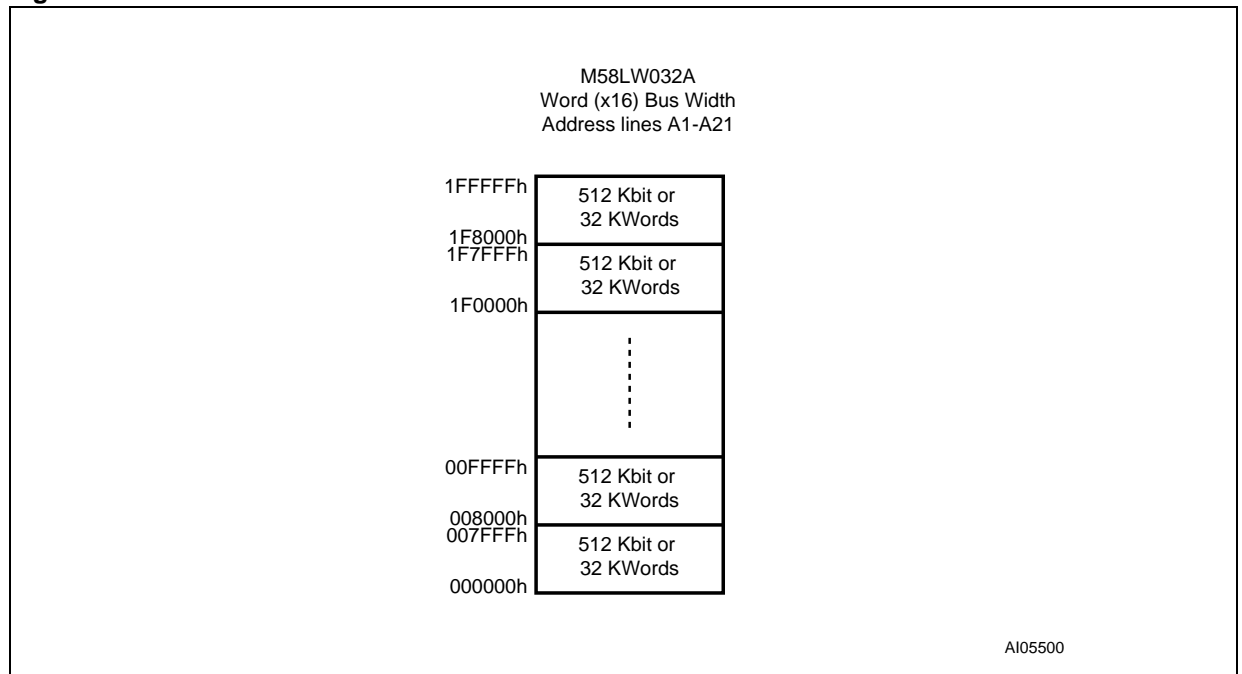 M58LW032A
Word (x16) Bus Width
Address lines A1-A21
1FFFFFh
512 Kbit or
32 KWords
1F8000h
1F7FFFh
512 Kbit or
32 KWords
1F0000h
00FFFFh
512 Kbit or
32 KWords
008000h
007FFFh
512 Kbit or
32 KWords
000000h
AI05500